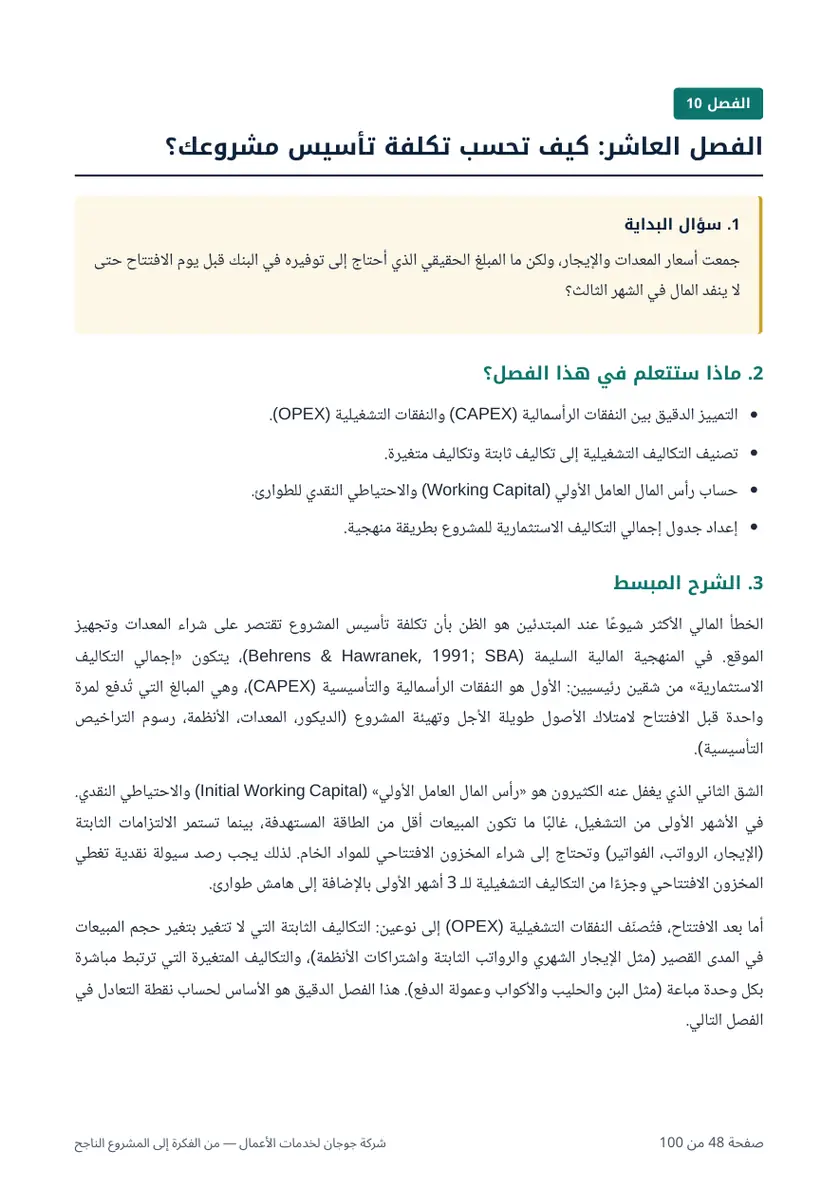 الفصل 10
الفصل العاشر: كيف تحسب تكلفة تأسيس مشروعك؟
1. سؤال البداية
جمعت أسعار المعدات والإيجار، ولكن ما المبلغ الحقيقي الذي أحتاج إلى توفيره في البنك قبل يوم الافتتاح حتى
لا ينفد المال في الشهر الثالث؟
2. ماذا ستتعلم في هذا الفصل؟
• التمييز الدقيق بين النفقات الرأسمالية (CAPEX) والنفقات التشغيلية (OPEX).
• تصنيف التكاليف التشغيلية إلى تكاليف ثابتة وتكاليف متغيرة.
• حساب رأس المال العامل الأولي (Working Capital) والاحتياطي النقدي للطوارئ.
• إعداد جدول إجمالي التكاليف الاستثمارية للمشروع بطريقة منهجية.
3. الشرح المبسط
الخطأ المالي الأكثر شيوعًا عند المبتدئين هو الظن بأن تكلفة تأسيس المشروع تقتصر على شراء المعدات وتجهيز
الموقع. في المنهجية المالية السليمة (Behrens & Hawranek, 1991; SBA)، يتكون «إجمالي التكاليف
الاستثمارية» من شقين رئيسيين: الأول هو النفقات الرأسمالية والتأسيسية (CAPEX)، وهي المبالغ التي تُدفع لمرة
واحدة قبل الافتتاح لامتلاك الأصول طويلة الأجل وتهيئة المشروع (الديكور، المعدات، الأنظمة، رسوم التراخيص
التأسيسية).
الشق الثاني الذي يغفل عنه الكثيرون هو «رأس المال العامل الأولي» (Initial Working Capital) والاحتياطي النقدي.
في الأشهر الأولى من التشغيل، غالبًا ما تكون المبيعات أقل من الطاقة المستهدفة، بينما تستمر الالتزامات الثابتة
(الإيجار، الرواتب، الفواتير) وتحتاج إلى شراء المخزون الافتتاحي للمواد الخام. لذلك يجب رصد سيولة نقدية تغطي
المخزون الافتتاحي وجزءًا من التكاليف التشغيلية للـ 3 أشهر الأولى بالإضافة إلى هامش طوارئ.
أما بعد الافتتاح، فتُصنَف النفقات التشغيلية (OPEX) إلى نوعين: التكاليف الثابتة التي لا تتغير بتغير حجم المبيعات
في المدى القصير (مثل الإيجار الشهري والرواتب الثابتة واشتراكات الأنظمة)، والتكاليف المتغيرة التي ترتبط مباشرة
بكل وحدة مباعة (مثل البن والحليب والأكواب وعمولة الدفع). هذا الفصل الدقيق هو الأساس لحساب نقطة التعادل في
الفصل التالي.
صفحة 48 من 100
شركة جوجان لخدمات الأعمال — من الفكرة إلى المشروع الناجح